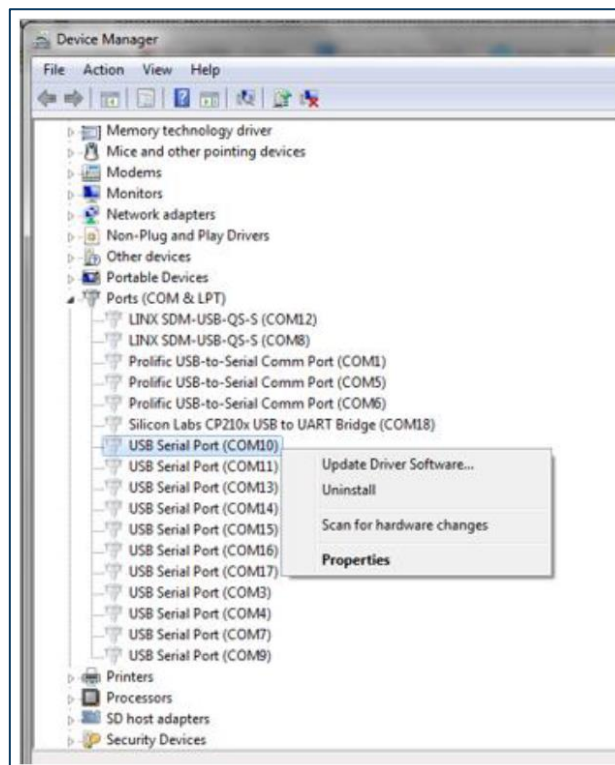 Device Manager
File Action View Help
Memory technology driver
Mice and other pointing devices
Modems
Monitors
Network adapters
Non-Plug and Play Drivers
Other devices
Portable Devices
Ports (COM & LPT)
LINX SDM-USB-QS-S (COM12)
LINX SDM-USB-QS-S (COM8)
Prolific USB-to-Serial Comm Port (COM1)
Prolific USB-to-Serial Comm Port (COM5)
Prolific USB-to-Serial Comm Port (COM6)
Silicon Labs CP210x USB to UART Bridge (COM18)
USB Serial Port (COM10)
USB Serial Port (COM11)
USB Serial Port (COM13)
USB Serial Port (COM14)
USB Serial Port (COM15)
USB Serial Port (COM16)
USB Serial Port (COM17)
USB Serial Port (COM3)
USB Serial Port (COM4)
USB Serial Port (COM7)
USB Serial Port (COM9)
Printers
Processors
SD host adapters
Security Devices
Update Driver Software...
Uninstall
Scan for hardware changes
Properties